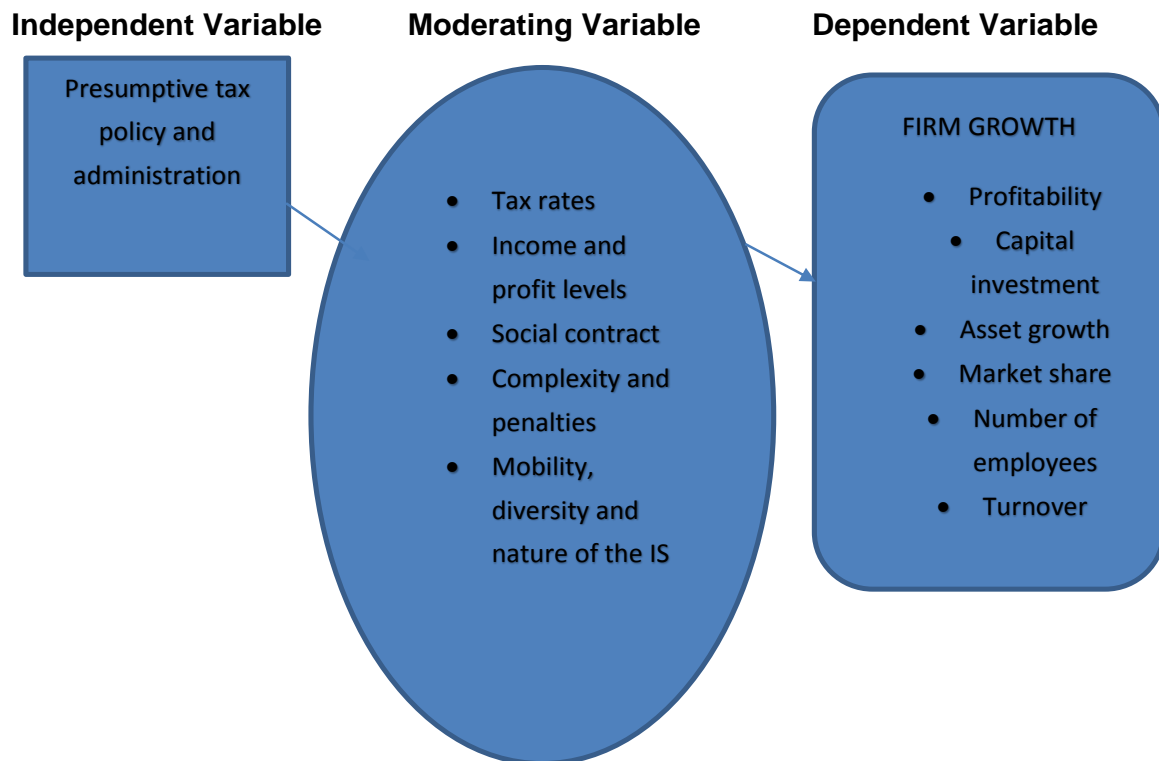 Independent Variable
Moderating Variable
Dependent Variable
Presumptive tax
policy and
administration
• Tax rates
• Income and
profit levels
• Social contract
• Complexity and
penalties
• Mobility,
diversity and
nature of the IS
FIRM GROWTH
• Profitability
• Capital
investment
• Asset growth
• Market share
• Number of
employees
• Turnover